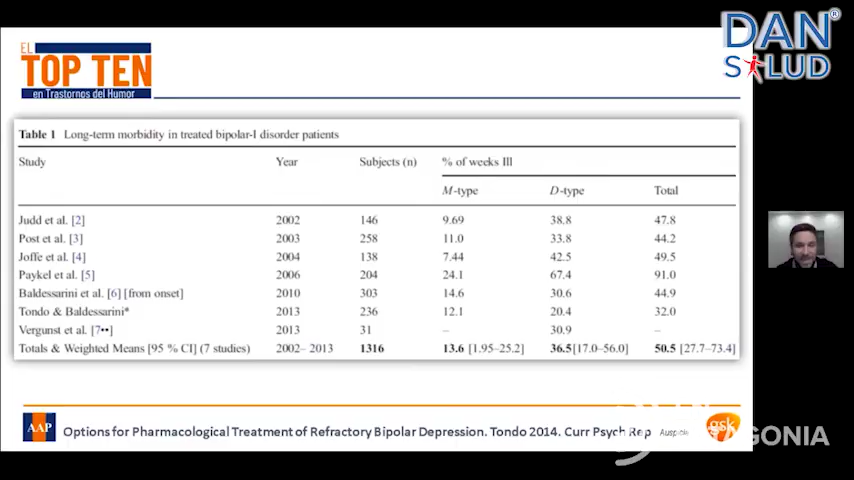 DAN®
SALUD
EL
TOP TEN
en Trastornos del Humor
Table 1 Long-term morbidity in treated bipolar-I disorder patients
Study Year Subjects (n) % of weeks Ill
M-type D-type Total
Judd et al. [2] 2002 146 9.69 38.8 47.8
Post et al. [3] 2003 258 11.0 33.8 44.2
Joffe et al. [4] 2004 138 7.44 42.5 49.5
Paykel et al. [5] 2006 204 24.1 67.4 91.0
Baldessarini et al. [6] [from onset] 2010 303 14.6 30.6 44.9
Tondo & Baldessarini* 2013 236 12.1 20.4 32.0
Vergunst et al. [7••] 2013 31 – 30.9 –
Totals & Weighted Means [95 % CI] (7 studies) 2002– 2013 1316 13.6 [1.95–25.2] 36.5[17.0–56.0] 50.5 [27.7–73.4]
AAP Options for Pharmacological Treatment of Refractory Bipolar Depression. Tondo 2014. Curr Psych Rep gsk GONIA